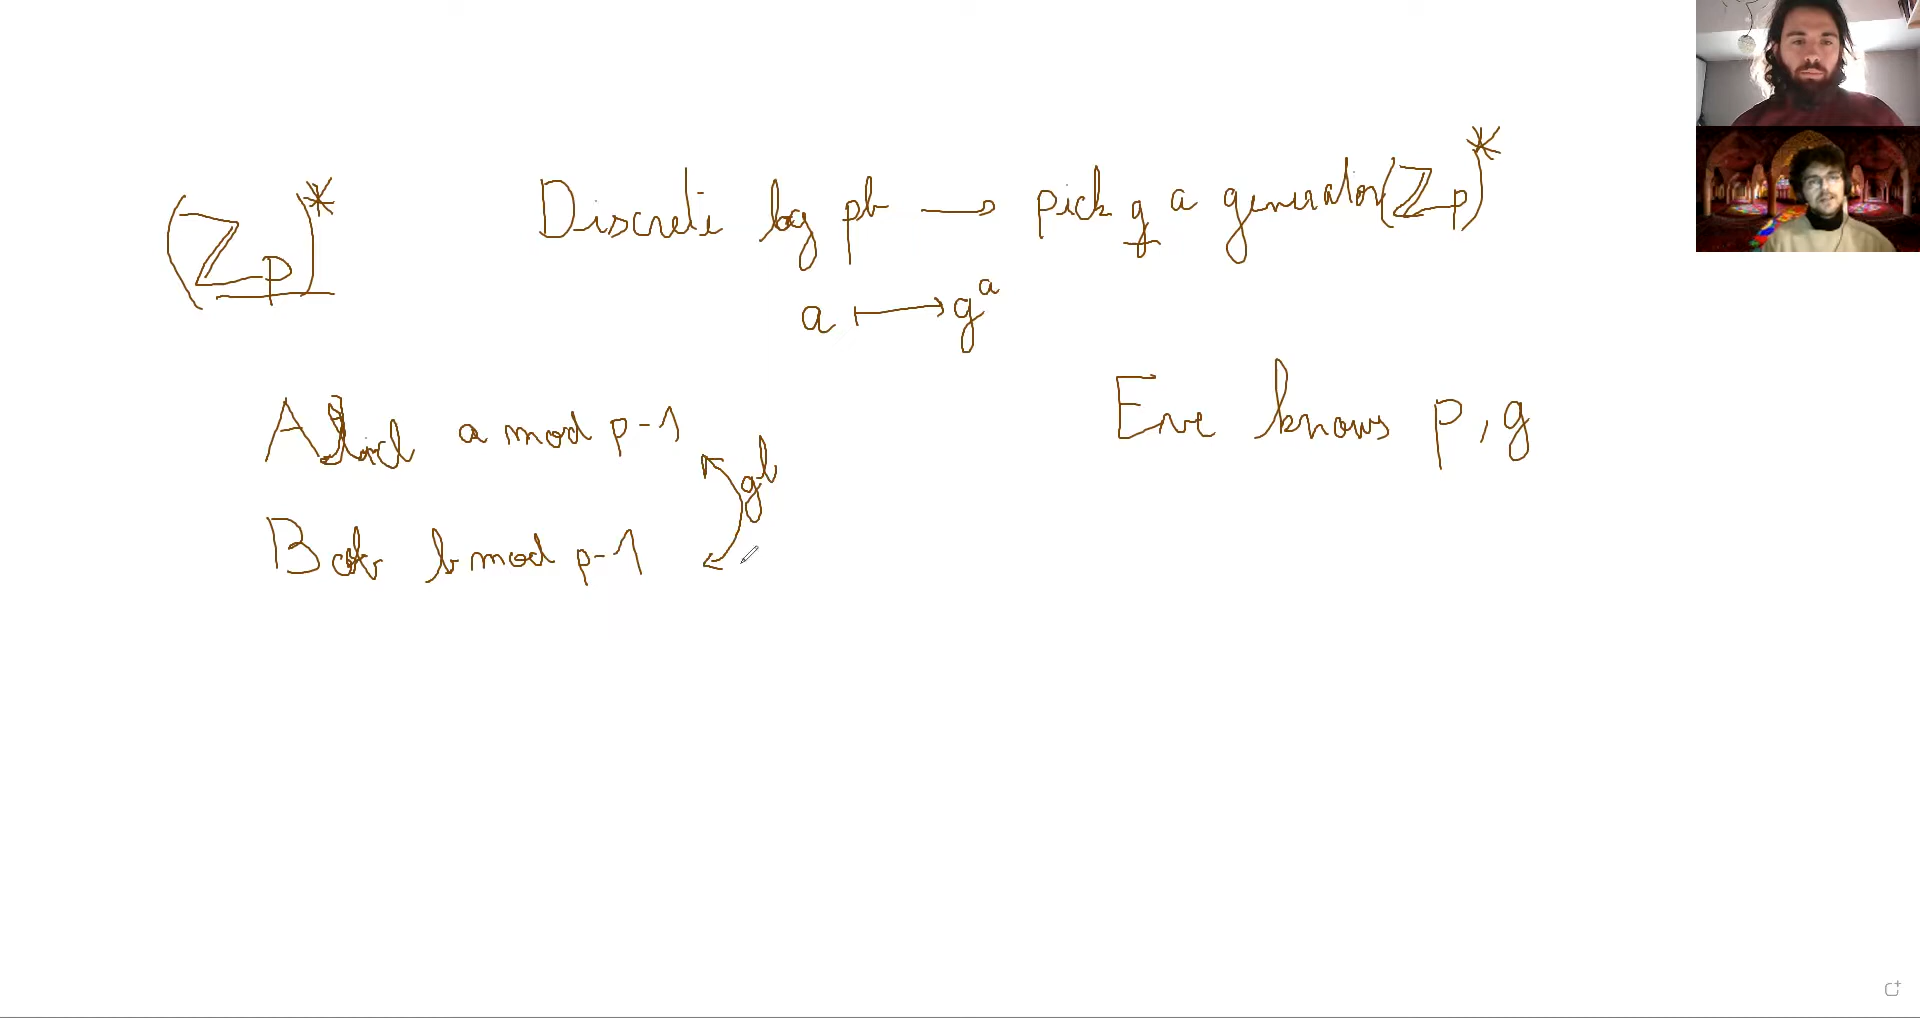 (ℤp)* Discrete log pb → pick g a generator (ℤp)*
a ↦ g^a
Alice a mod p-1
Eve knows p, g
g^b
Bob b mod p-1